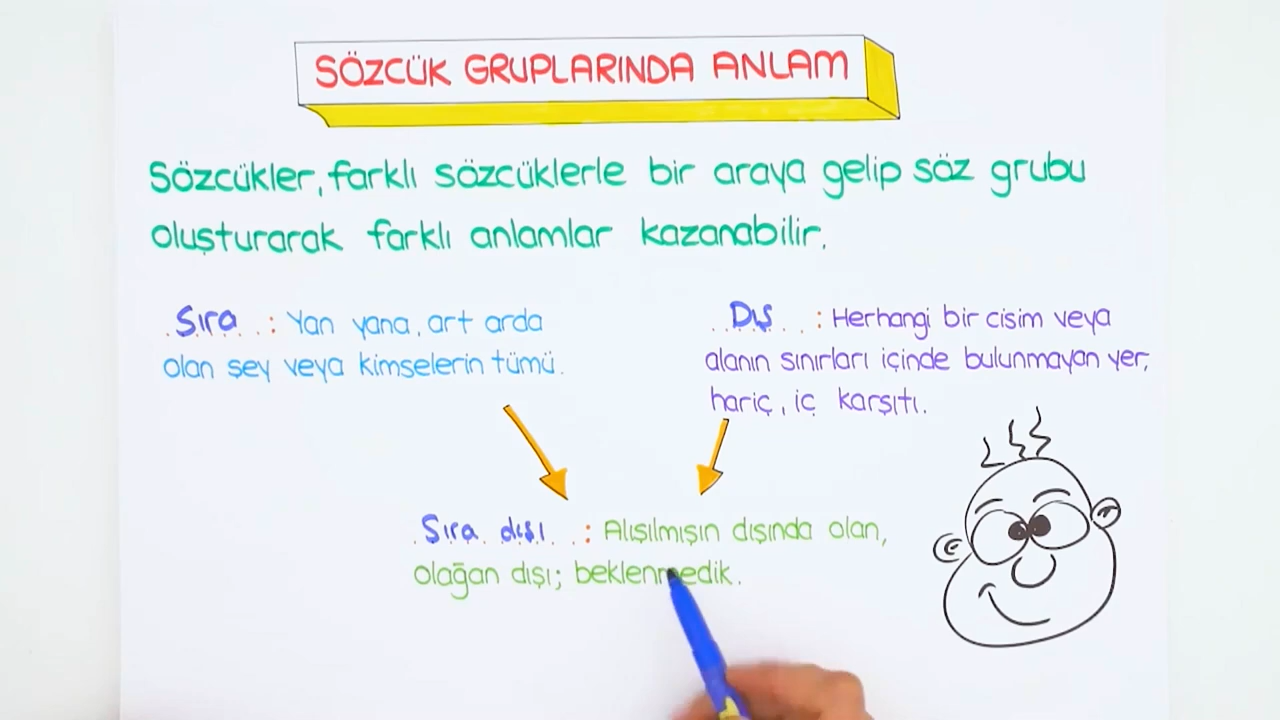 SÖZCÜK GRUPLARINDA ANLAM
Sözcükler, farklı sözcüklerle bir araya gelip söz grubu
oluşturarak farklı anlamlar kazanabilir.
Sıra : Yan yana, art arda
olan şey veya kimselerin tümü.
Dış : Herhangi bir cisim veya
alanın sınırları içinde bulunmayan yer,
hariç, iç karşıtı.
Sıra dışı : Alışılmışın dışında olan,
olağan dışı; beklenmedik.